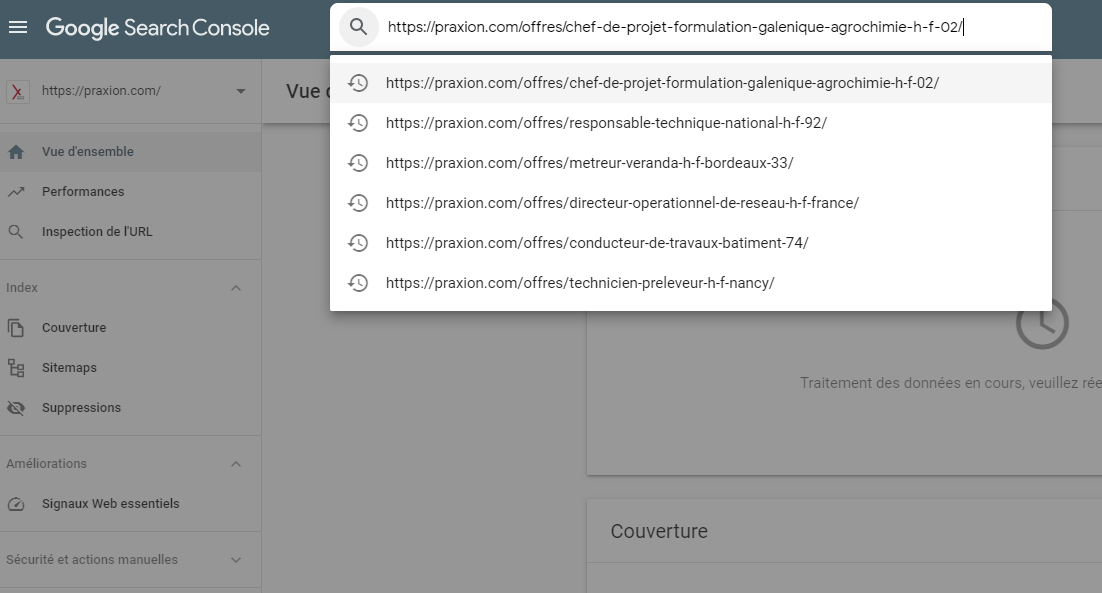 Google Search Console
https://praxion.com/offres/chef-de-projet-formulation-galenique-agrochimie-h-f-02/
https://praxion.com/
Vue
https://praxion.com/offres/chef-de-projet-formulation-galenique-agrochimie-h-f-02/
https://praxion.com/offres/responsable-technique-national-h-f-92/
https://praxion.com/offres/metreur-veranda-h-f-bordeaux-33/
https://praxion.com/offres/directeur-operationnel-de-reseau-h-f-france/
https://praxion.com/offres/conducteur-de-travaux-batiment-74/
https://praxion.com/offres/technicien-preleveur-h-f-nancy/
Vue d'ensemble
Performances
Inspection de l'URL
Index
Couverture
Sitemaps
Suppressions
Améliorations
Signaux Web essentiels
Sécurité et actions manuelles
Traitement des données en cours, veuillez rée
Couverture